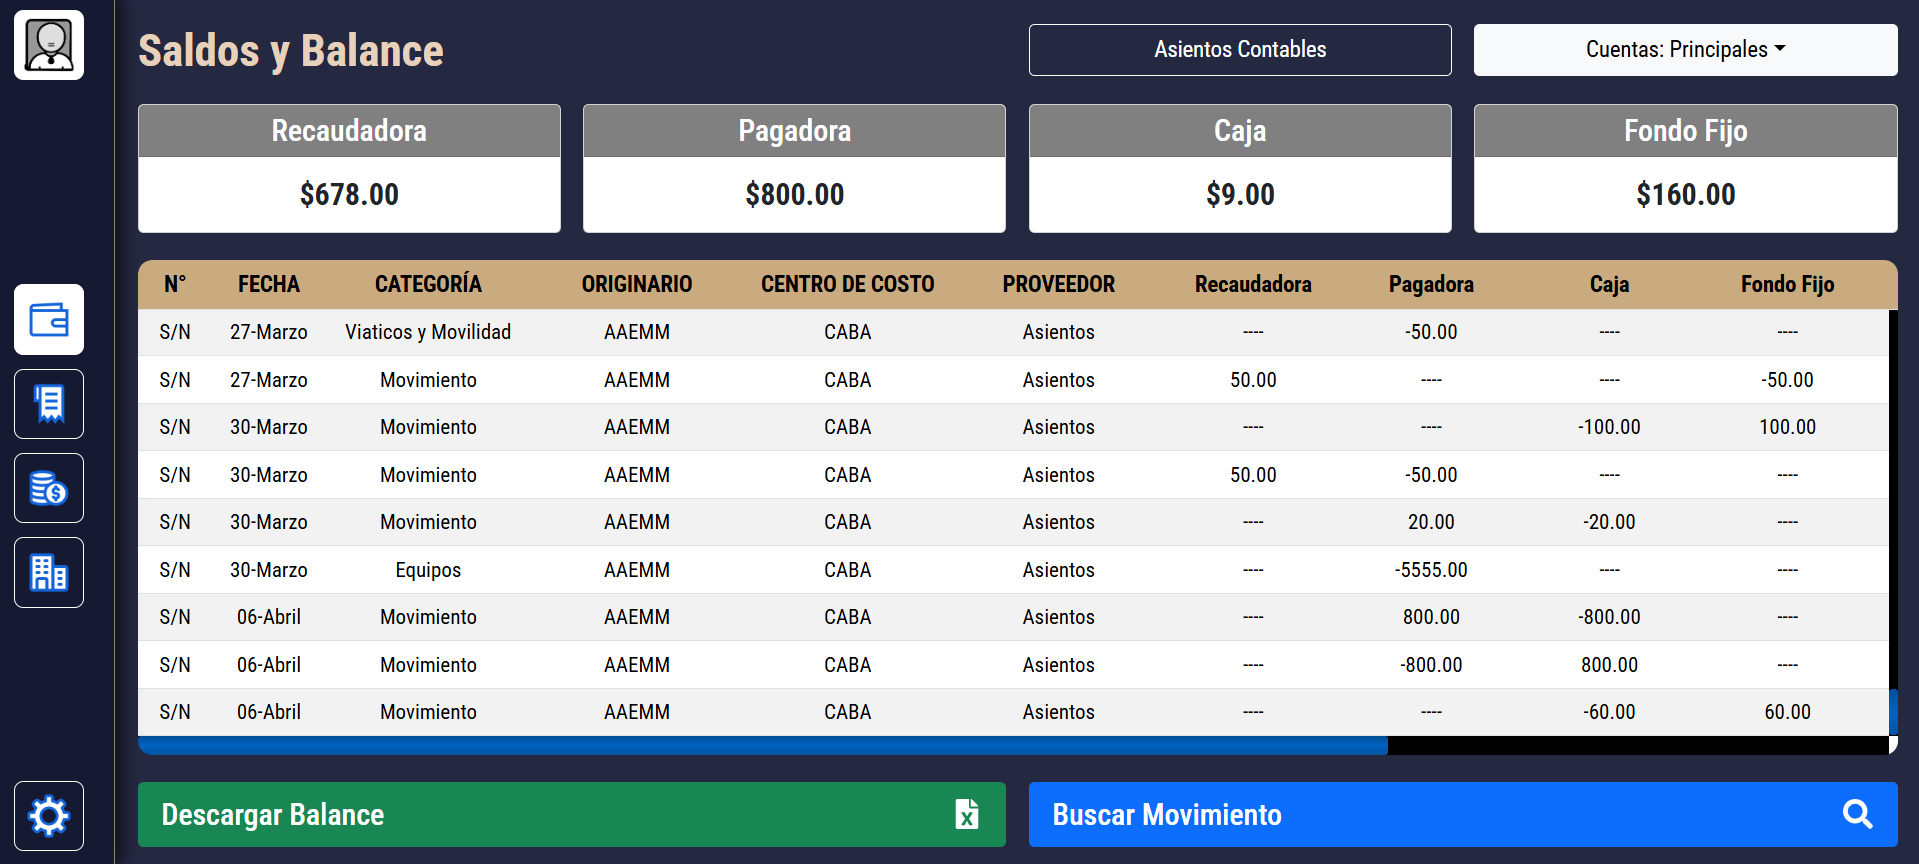 Saldos y Balance
Asientos Contables
Cuentas: Principales
Recaudadora
Pagadora
Caja
Fondo Fijo
$678.00
$800.00
$9.00
$160.00
N° FECHA CATEGORÍA ORIGINARIO CENTRO DE COSTO PROVEEDOR Recaudadora Pagadora Caja Fondo Fijo
S/N 27-Marzo Viaticos y Movilidad AAEMM CABA Asientos ---- -50.00 ---- ----
S/N 27-Marzo Movimiento AAEMM CABA Asientos 50.00 ---- ---- -50.00
S/N 30-Marzo Movimiento AAEMM CABA Asientos ---- ---- -100.00 100.00
S/N 30-Marzo Movimiento AAEMM CABA Asientos 50.00 -50.00 ---- ----
S/N 30-Marzo Movimiento AAEMM CABA Asientos ---- 20.00 -20.00 ----
S/N 30-Marzo Equipos AAEMM CABA Asientos ---- -5555.00 ---- ----
S/N 06-Abril Movimiento AAEMM CABA Asientos ---- 800.00 -800.00 ----
S/N 06-Abril Movimiento AAEMM CABA Asientos ---- -800.00 800.00 ----
S/N 06-Abril Movimiento AAEMM CABA Asientos ---- ---- -60.00 60.00
Descargar Balance
Buscar Movimiento